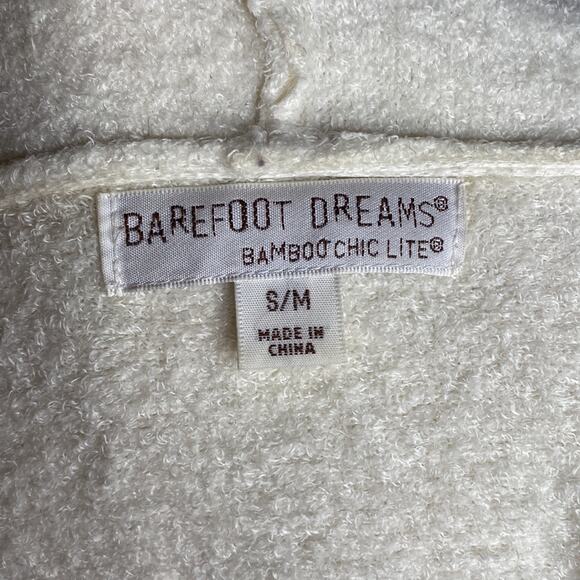 BAREFOOT DREAMS®
BAMBOO CHIC LITE®
S/M
MADE IN
CHINA